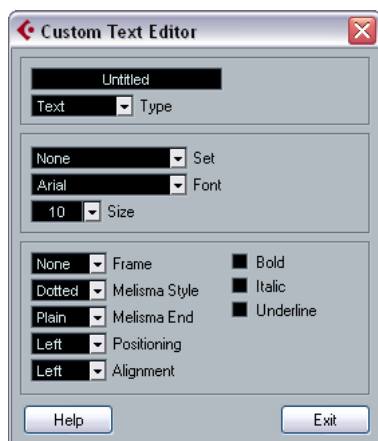 Custom Text Editor
Untitled
Text Type
None Set
Arial Font
10 Size
None Frame
Bold
Dotted Melisma Style
Italic
Plain Melisma End
Underline
Left Positioning
Left Alignment
Help
Exit